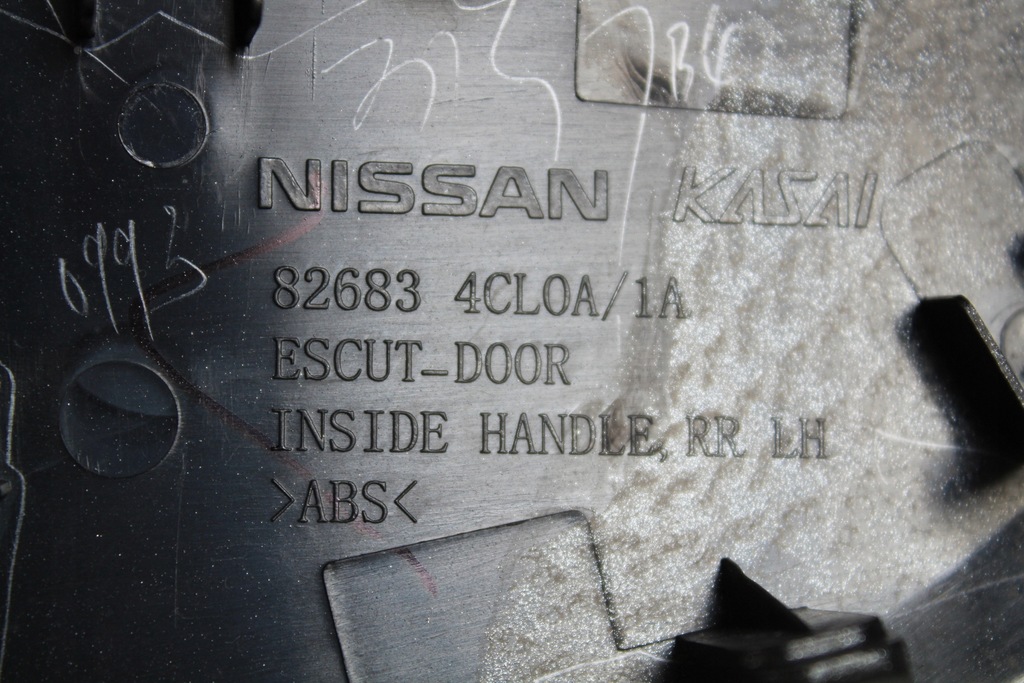 NISSAN KASAI
82683 4CL0A/1A
ESCUT-DOOR
INSIDE HANDLE, RR LH
>ABS<